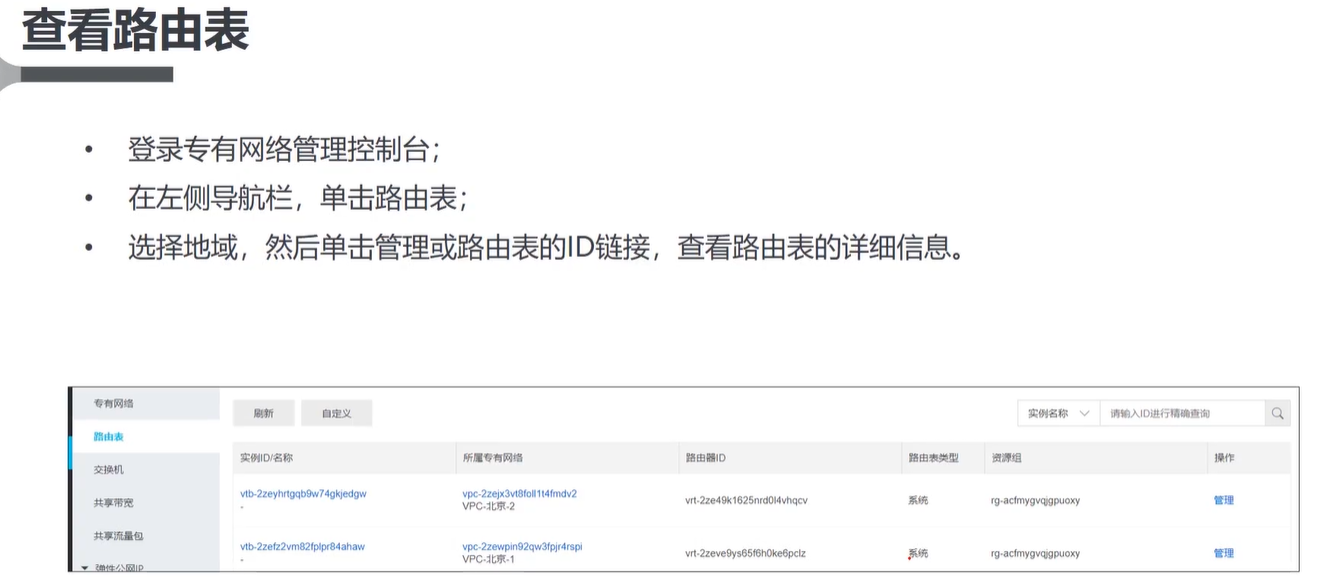 查看路由表
• 登录专有网络管理控制台；
• 在左侧导航栏，单击路由表；
• 选择地域，然后单击管理或路由表的ID链接，查看路由表的详细信息。
专有网络
路由表
交换机
共享带宽
共享流量包
弹性公网IP
刷新 自定义 实例名称 请输入ID进行精确查询
实例ID/名称 所属专有网络 路由器ID 路由表类型 资源组 操作
vtb-2zeyhrtgqb9w74gkjedgw vpc-2zejx3vt8foll1t4fmdv2 vrt-2ze49k1625nrd0l4vhqcv 系统 rg-acfmygvqjgpuoxy 管理
- VPC-北京-2
vtb-2zefz2vm82fplpr84ahaw vpc-2zewpin92qw3fpjr4rspi vrt-2zeve9ys65f6h0ke6pclz 系统 rg-acfmygvqjgpuoxy 管理
- VPC-北京-1